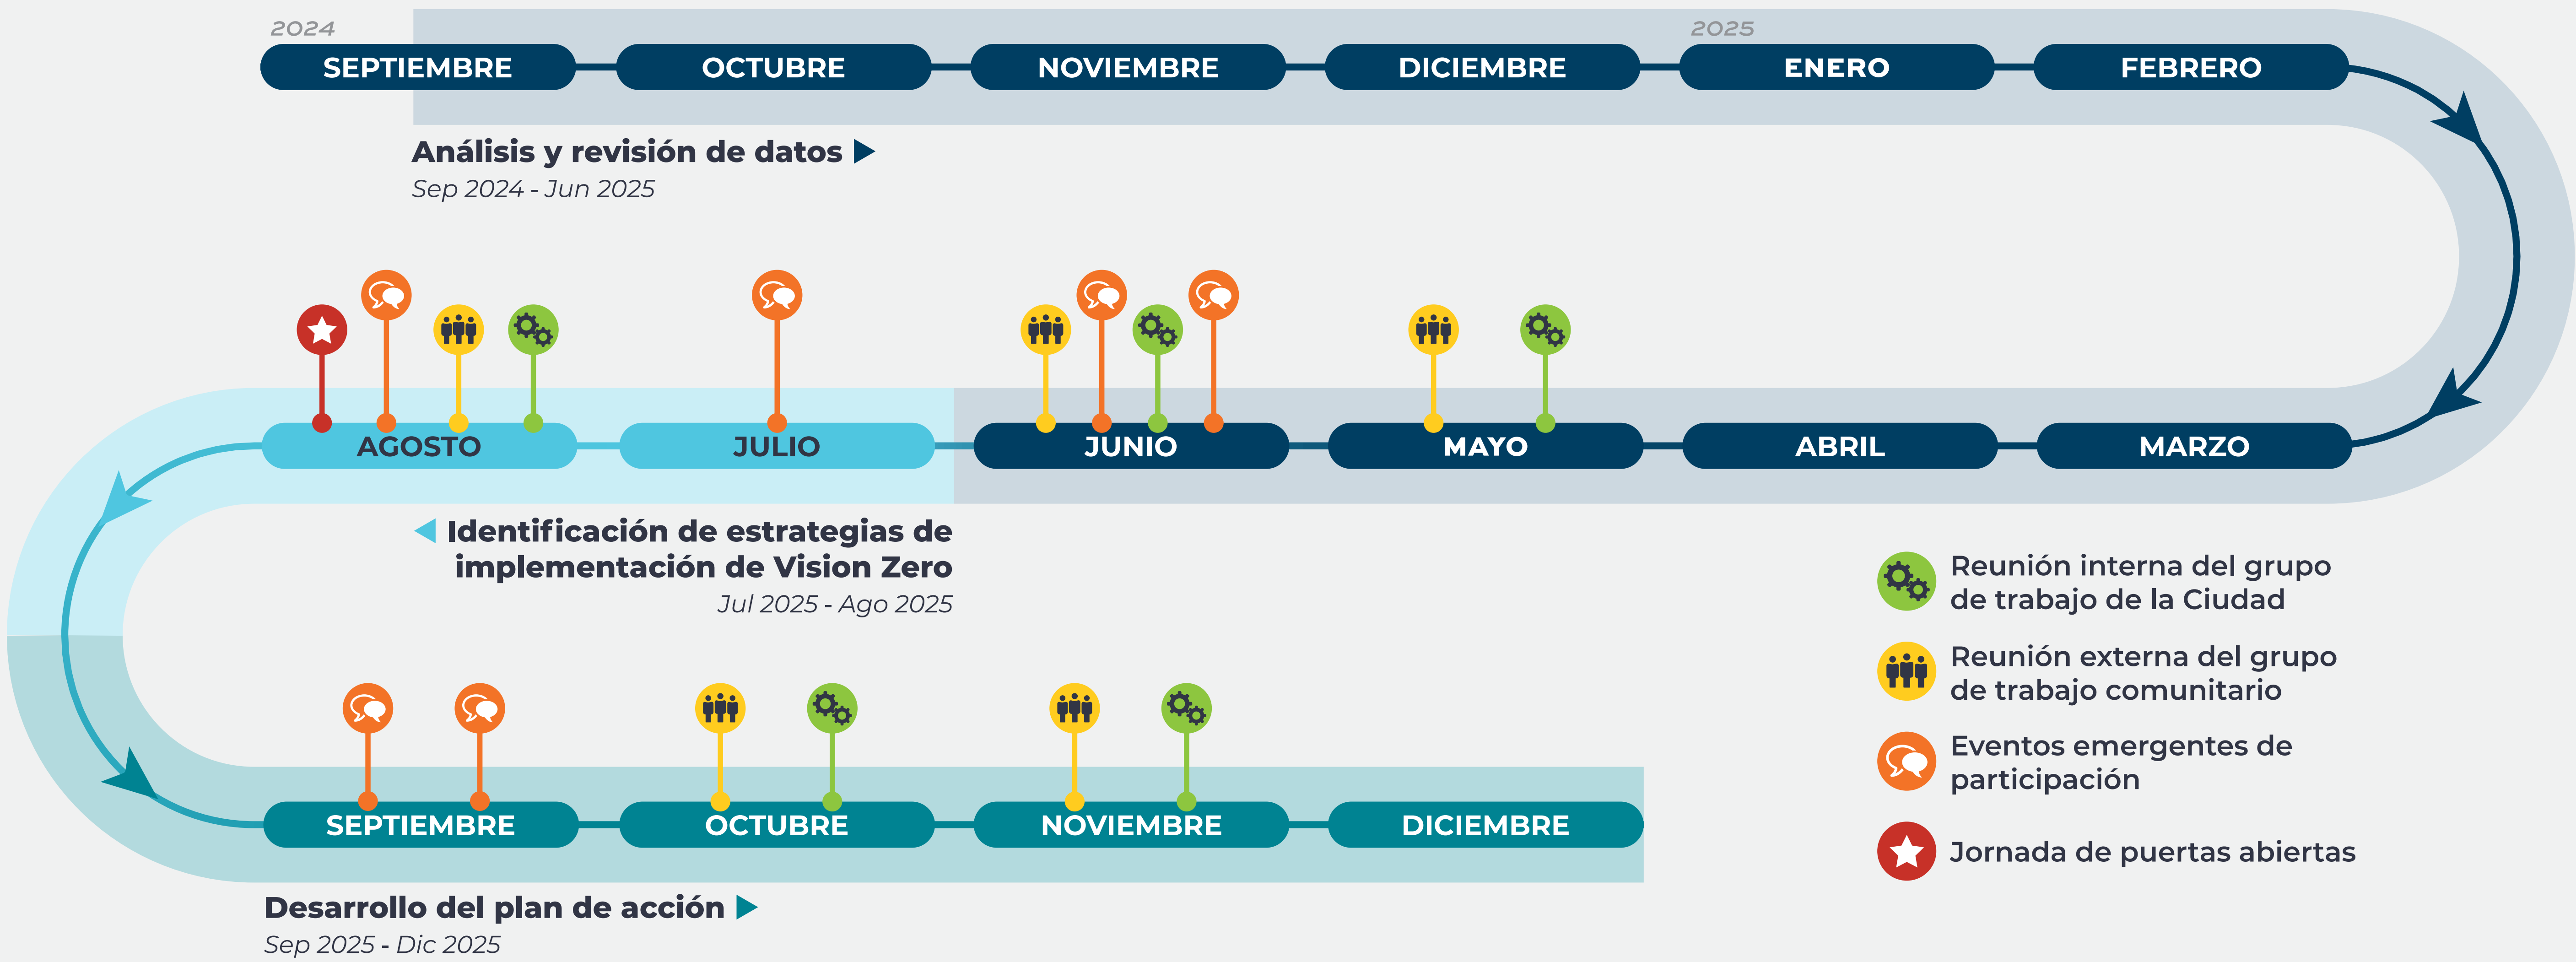 2024
2025
SEPTIEMBRE
OCTUBRE
NOVIEMBRE
DICIEMBRE
ENERO
FEBRERO
Análisis y revisión de datos
Sep 2024 - Jun 2025
AGOSTO
JULIO
JUNIO
MAYO
ABRIL
MARZO
Identificación de estrategias de
implementación de Vision Zero
Jul 2025 - Ago 2025
Reunión interna del grupo
de trabajo de la Ciudad
Reunión externa del grupo
de trabajo comunitario
Eventos emergentes de
participación
Jornada de puertas abiertas
SEPTIEMBRE
OCTUBRE
NOVIEMBRE
DICIEMBRE
Desarrollo del plan de acción
Sep 2025 - Dic 2025